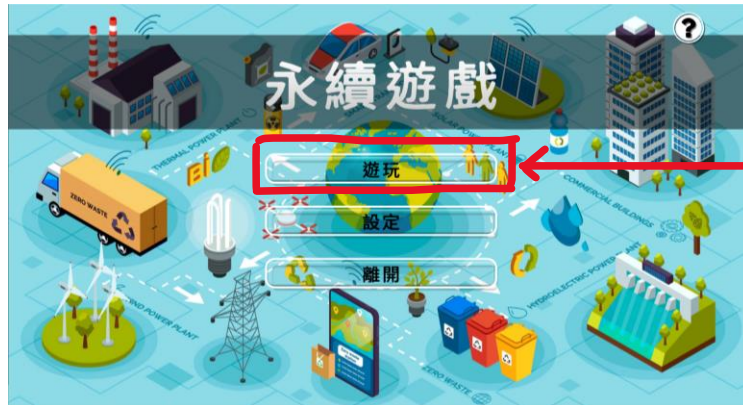 ?
永續遊戲
THERMAL POWER PLANT
SOLAR POWER PLANT
BIO
遊玩
ZERO WASTE
COMMERCIAL BUILDINGS
設定
離開
WIND POWER PLANT
HYDROELECTRIC POWER PLANT
ZERO WASTE